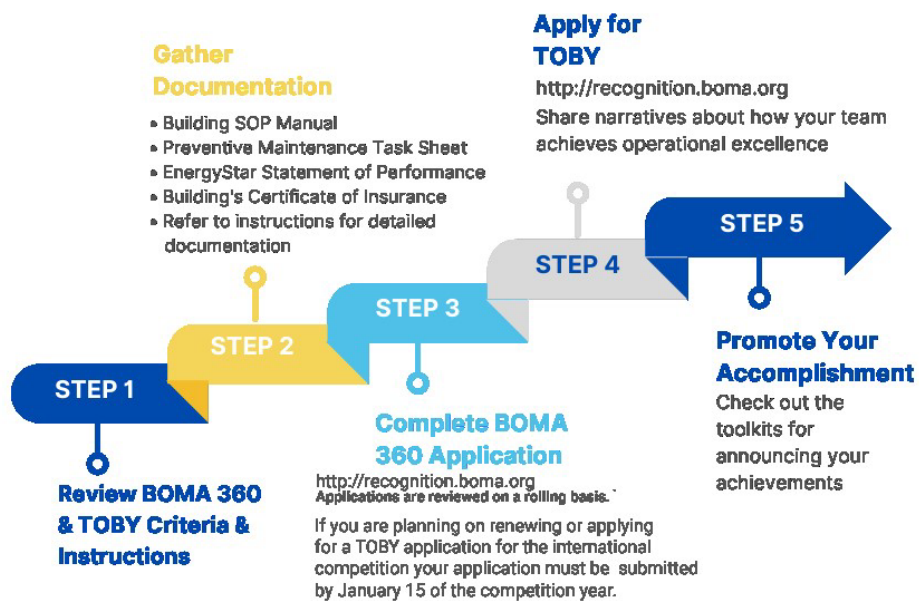 STEP 1
Review BOMA 360
& TOBY Criteria &
Instructions
Gather
Documentation
• Building SOP Manual
• Preventive Maintenance Task Sheet
• EnergyStar Statement of Performance
• Building's Certificate of Insurance
• Refer to instructions for detailed
documentation
STEP 2
STEP 3
Complete BOMA
360 Application
http://recognition.boma.org
Applications are reviewed on a rolling basis.
If you are planning on renewing or applying
for a TOBY application for the international
competition your application must be submitted
by January 15 of the competition year.
Apply for
TOBY
http://recognition.boma.org
Share narratives about how your team
achieves operational excellence
STEP 4
STEP 5
Promote Your
Accomplishment
Check out the
toolkits for
announcing your
achievements